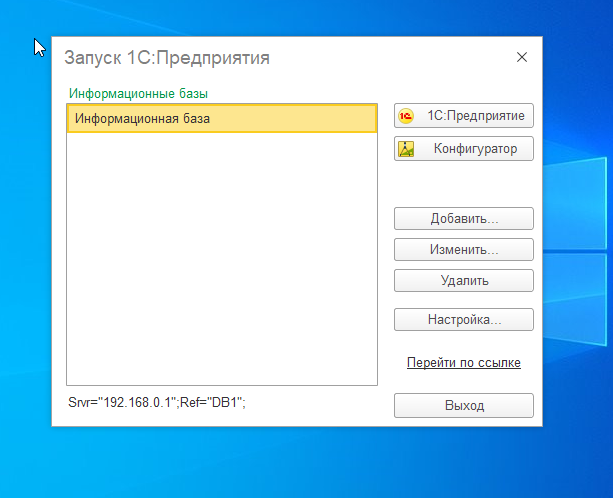 Запуск 1С:Предприятия
Информационные базы
Информационная база
1С:Предприятие
Конфигуратор
Добавить...
Изменить...
Удалить
Настройка...
Перейти по ссылке
Srvr="192.168.0.1";Ref="DB1";
Выход